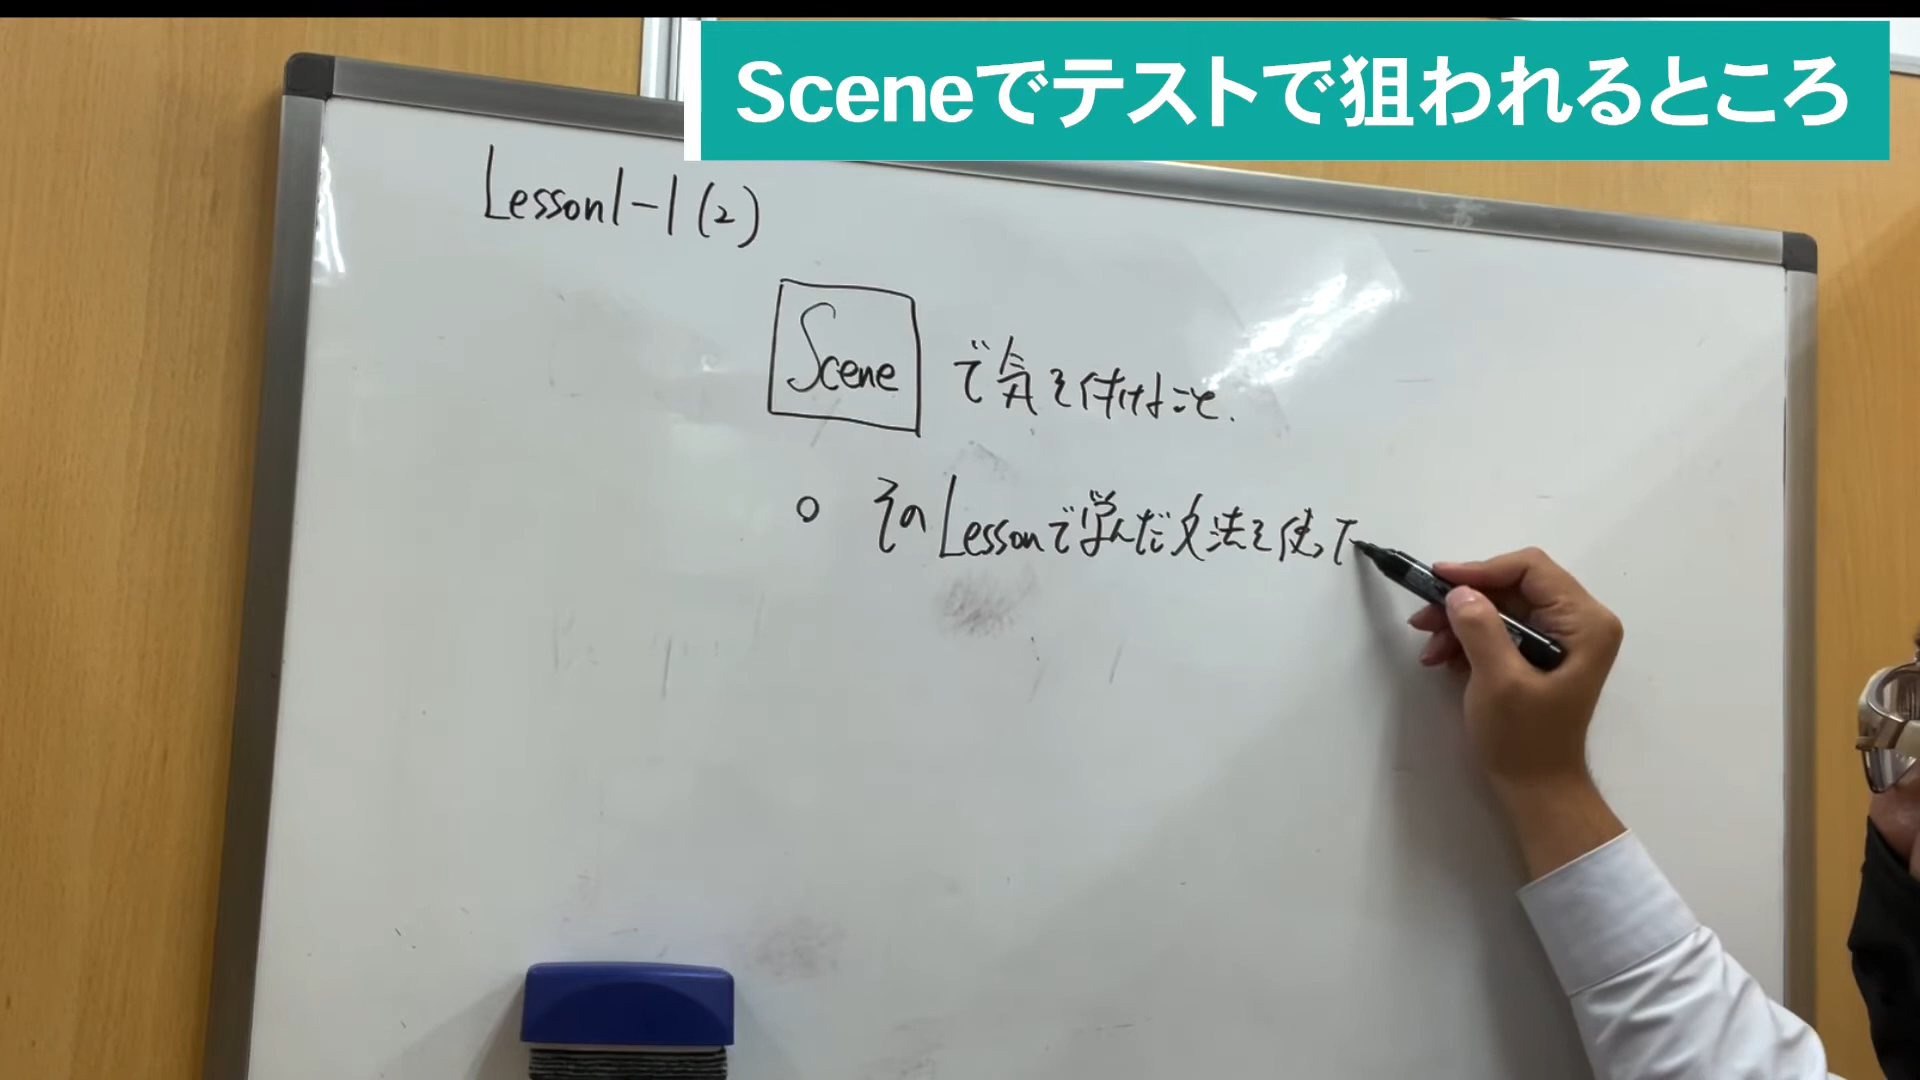 Sceneでテストで狙われるところ
Lesson1-1(2)
Scene で気を付けよこと.
○ そのLessonで学んだ文法を使って